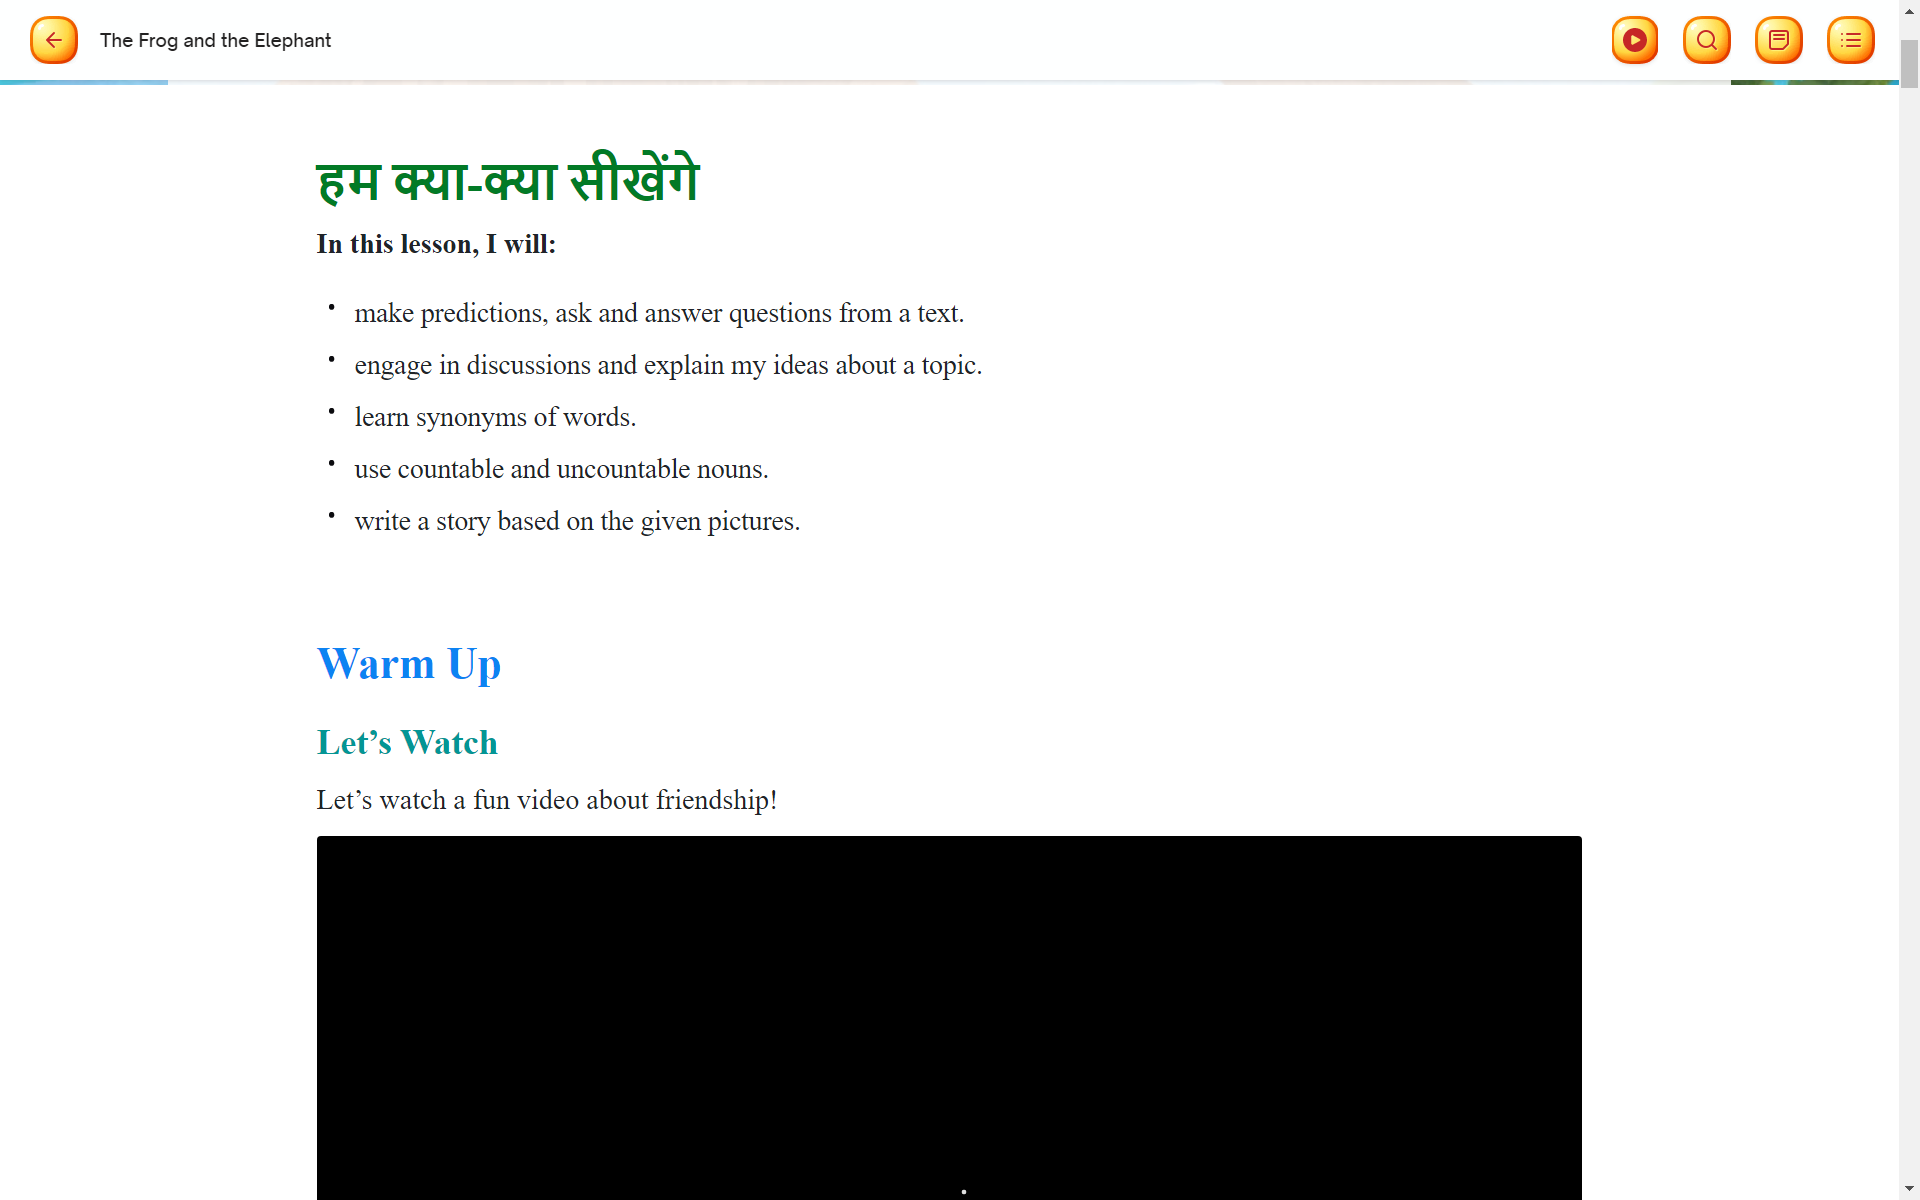 The Frog and the Elephant
हम क्या-क्या सीखेंगे
In this lesson, I will:
• make predictions, ask and answer questions from a text.
• engage in discussions and explain my ideas about a topic.
• learn synonyms of words.
• use countable and uncountable nouns.
• write a story based on the given pictures.
Warm Up
Let’s Watch
Let’s watch a fun video about friendship!